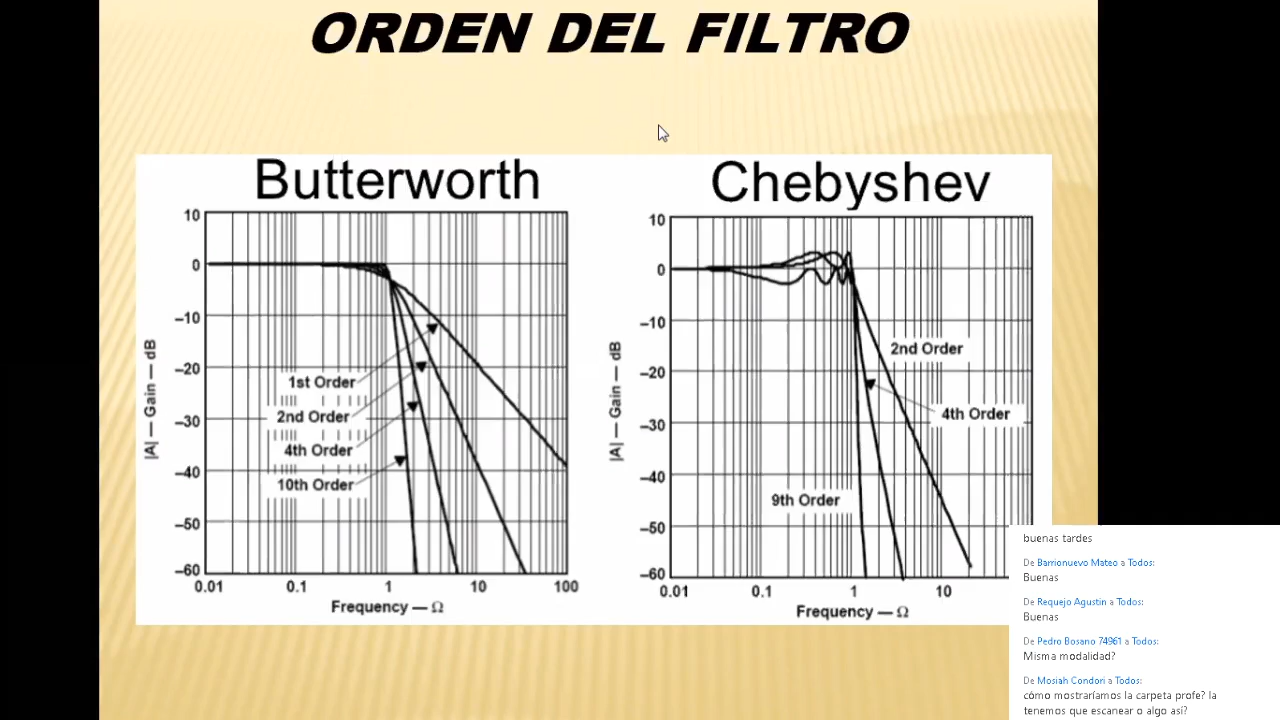 ORDEN DEL FILTRO
Butterworth
10
0
–10
–20
–30
–40
–50
–60
|A| — Gain — dB
1st Order
2nd Order
4th Order
10th Order
0.01
0.1
1
10
100
Frequency — Ω
Chebyshev
10
0
–10
–20
–30
–40
–50
–60
|A| — Gain — dB
2nd Order
4th Order
9th Order
0.01
0.1
1
10
Frequency — Ω
buenas tardes
De Barrionuevo Mateo a Todos:
Buenas
De Requejo Agustin a Todos:
Buenas
De Pedro Bosano 74961 a Todos:
Misma modalidad?
De Mosiah Condori a Todos:
cómo mostraríamos la carpeta profe? la
tenemos que escanear o algo así?